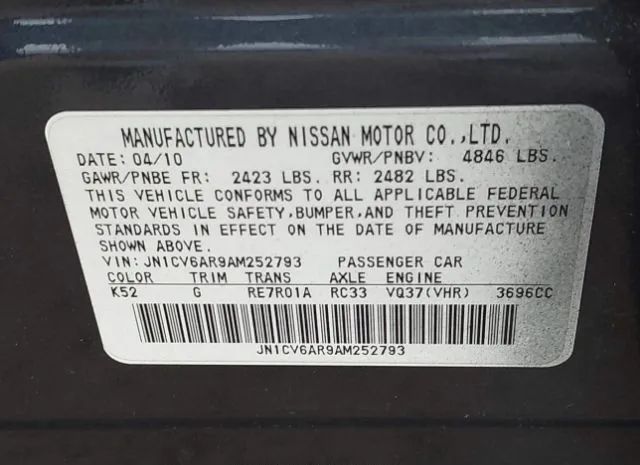 MANUFACTURED BY NISSAN MOTOR CO.,LTD.
DATE: 04/10 GVWR/PNBV: 4846 LBS.
GAWR/PNBE FR: 2423 LBS. RR: 2482 LBS.
THIS VEHICLE CONFORMS TO ALL APPLICABLE FEDERAL
MOTOR VEHICLE SAFETY,BUMPER,AND THEFT PREVENTION
STANDARDS IN EFFECT ON THE DATE OF MANUFACTURE
SHOWN ABOVE.
VIN: JN1CV6AR9AM252793 PASSENGER CAR
COLOR TRIM TRANS AXLE ENGINE
K52 G RE7R01A RC33 VQ37(VHR) 3696CC
JN1CV6AR9AM252793